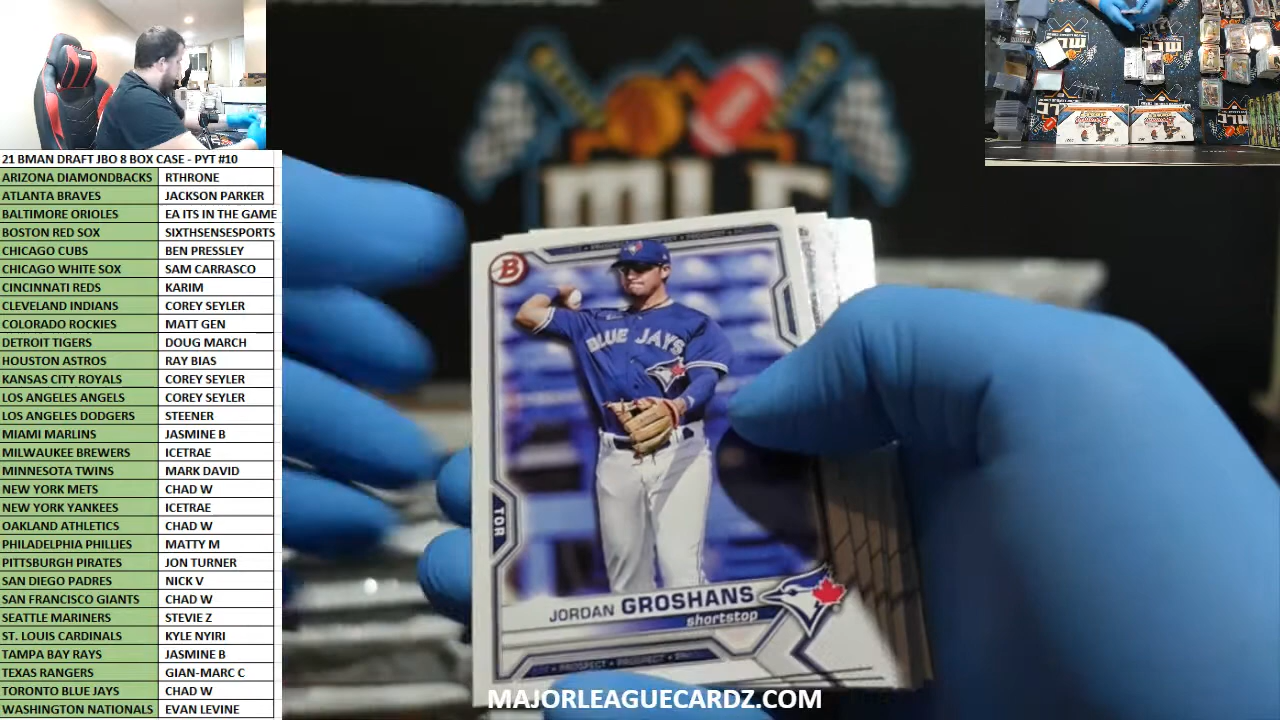 21 BMAN DRAFT JBO 8 BOX CASE - PYT #10
ARIZONA DIAMONDBACKS RTHRONE
ATLANTA BRAVES JACKSON PARKER
BALTIMORE ORIOLES EA ITS IN THE GAME
BOSTON RED SOX SIXTHSENSESPORTS
CHICAGO CUBS BEN PRESSLEY
CHICAGO WHITE SOX SAM CARRASCO
CINCINNATI REDS KARIM
CLEVELAND INDIANS COREY SEYLER
COLORADO ROCKIES MATT GEN
DETROIT TIGERS DOUG MARCH
HOUSTON ASTROS RAY BIAS
KANSAS CITY ROYALS COREY SEYLER
LOS ANGELES ANGELS COREY SEYLER
LOS ANGELES DODGERS STEENER
MIAMI MARLINS JASMINE B
MILWAUKEE BREWERS ICETRAE
MINNESOTA TWINS MARK DAVID
NEW YORK METS CHAD W
NEW YORK YANKEES ICETRAE
OAKLAND ATHLETICS CHAD W
PHILADELPHIA PHILLIES MATTY M
PITTSBURGH PIRATES JON TURNER
SAN DIEGO PADRES NICK V
SAN FRANCISCO GIANTS CHAD W
SEATTLE MARINERS STEVIE Z
ST. LOUIS CARDINALS KYLE NYIRI
TAMPA BAY RAYS JASMINE B
TEXAS RANGERS GIAN-MARC C
TORONTO BLUE JAYS CHAD W
WASHINGTON NATIONALS EVAN LEVINE
MLC
B
BLUE JAYS
TOR
JORDAN GROSHANS
shortstop
PROSPECT • PROSPECT
MAJORLEAGUECARDZ.COM